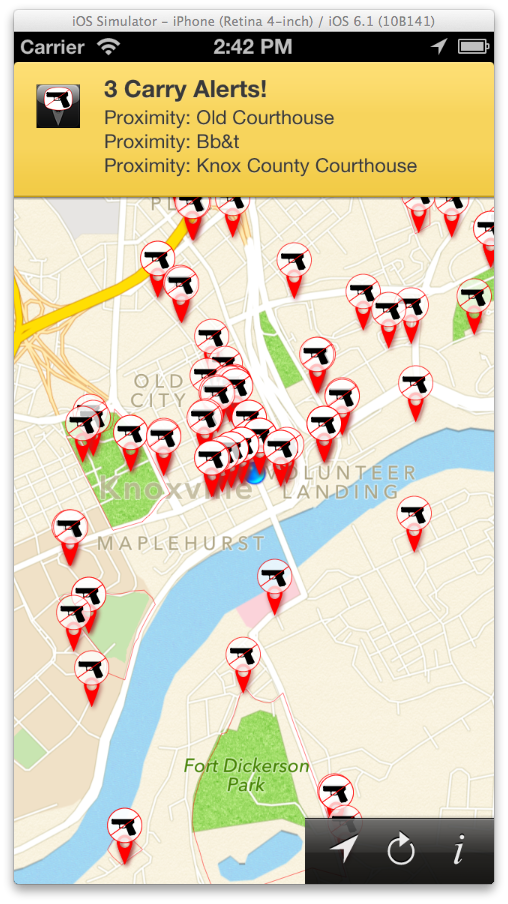 iOS Simulator – iPhone (Retina 4-inch) / iOS 6.1 (10B141)
Carrier 2:42 PM
3 Carry Alerts!
Proximity: Old Courthouse
Proximity: Bb&t
Proximity: Knox County Courthouse
OLD
CITY
VOLUNTEER
LANDING
Knoxville
MAPLEHURST
Fort Dickerson
Park
i